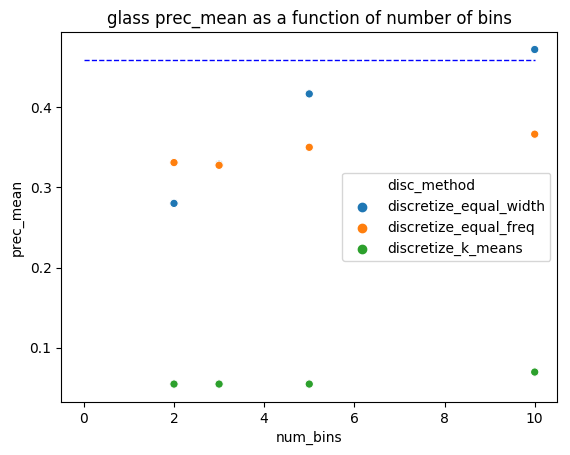 glass prec_mean as a function of number of bins
prec_mean
0.4
0.3
0.2
0.1
disc_method
discretize_equal_width
discretize_equal_freq
discretize_k_means
0 2 4 6 8 10
num_bins